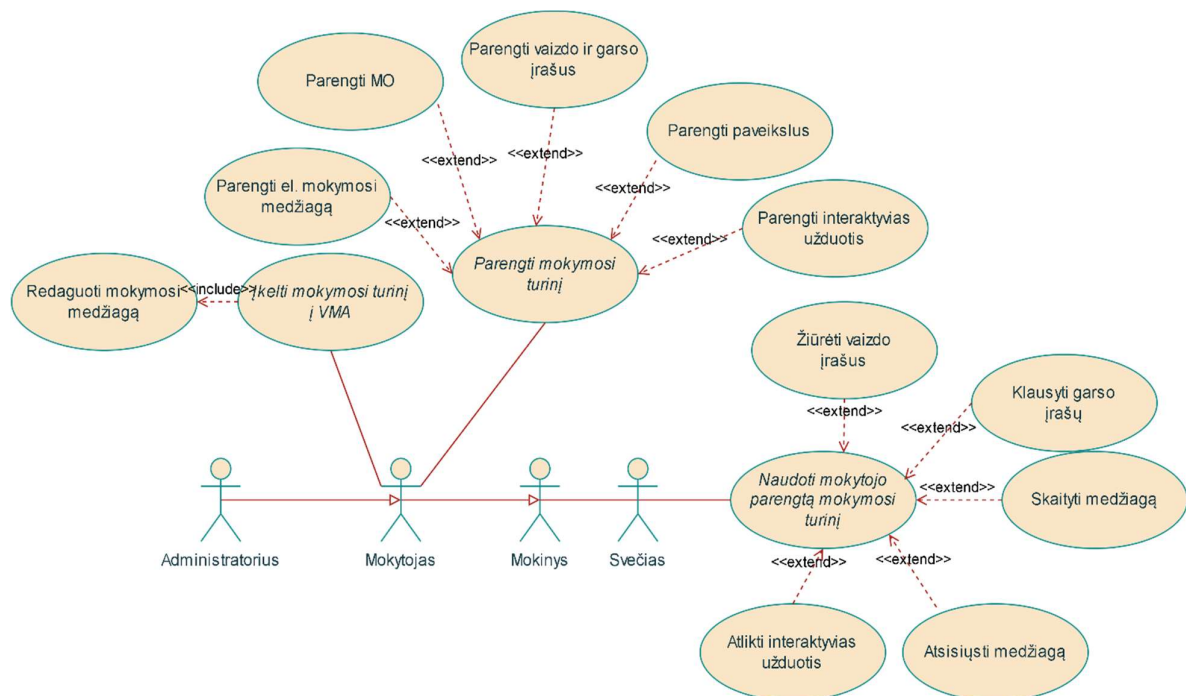 Parengti vaizdo ir garso
įrašus
Parengti MO
Parengti paveikslus
<<extend>>
<<extend>>
<<extend>>
Parengti el. mokymosi
medžiagą
<<extend>>
Parengti interaktyvias
užduotis
<<extend>>
Parengti mokymosi
turinį
Redaguoti mokymosi
medžiagą
<<include>>
Įkelti mokymosi turinį
į VMA
Žiūrėti vaizdo
įrašus
Klausyti garso
įrašų
<<extend>>
<<extend>>
Naudoti mokytojo
parengtą mokymosi
turinį
<<extend>>
Skaityti medžiagą
Administratorius
Mokytojas
Mokinys
Svečias
<<extend>>
<<extend>>
Atlikti interaktyvias
užduotis
Atsisiųsti medžiagą